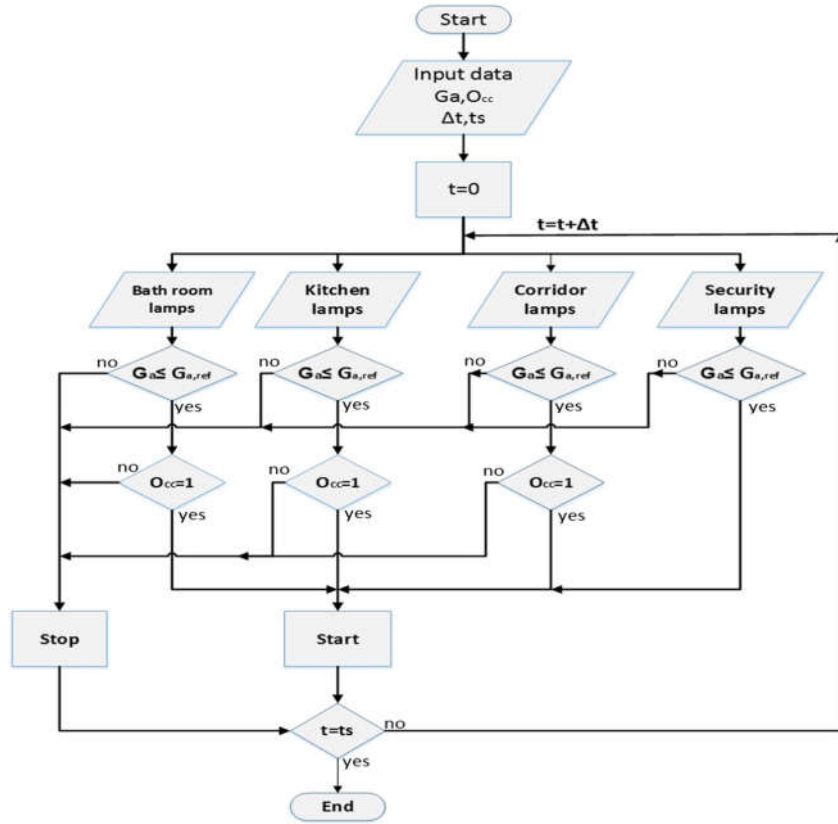 Start
Input data
Ga,Occ
Δt,ts
t=0
t=t+Δt
Bath room
lamps
Kitchen
lamps
Corridor
lamps
Security
lamps
no
Ga≤ Ga,ref
yes
no
Ga≤ Ga,ref
yes
no
Ga≤ Ga,ref
yes
no
Ga≤ Ga,ref
yes
no
Occ=1
yes
no
Occ=1
yes
no
Occ=1
yes
Stop
Start
t=ts
no
yes
End